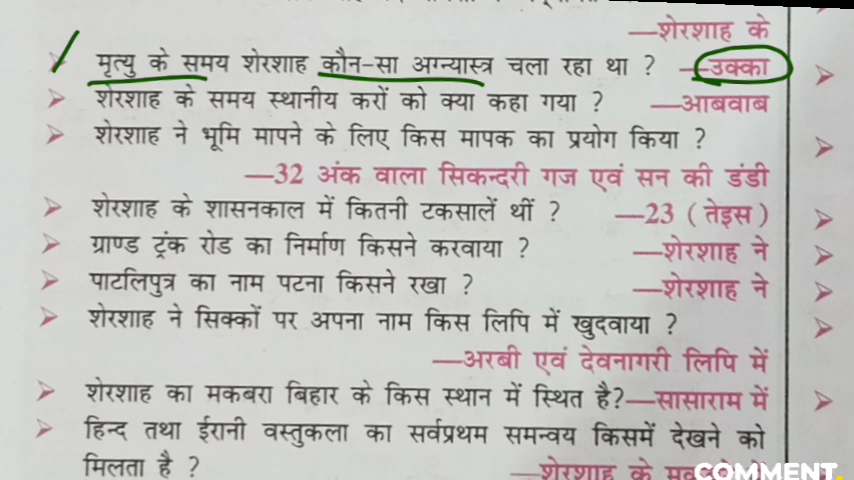 —शेरशाह के
मृत्यु के समय शेरशाह कौन-सा अग्न्यास्त्र चला रहा था ? —उक्का
शेरशाह के समय स्थानीय करों को क्या कहा गया ? —आबवाब
शेरशाह ने भूमि मापने के लिए किस मापक का प्रयोग किया ?
—32 अंक वाला सिकन्दरी गज एवं सन की डंडी
शेरशाह के शासनकाल में कितनी टकसालें थीं ? —23 ( तेइस )
ग्राण्ड ट्रंक रोड का निर्माण किसने करवाया ? —शेरशाह ने
पाटलिपुत्र का नाम पटना किसने रखा ? —शेरशाह ने
शेरशाह ने सिक्कों पर अपना नाम किस लिपि में खुदवाया ?
—अरबी एवं देवनागरी लिपि में
शेरशाह का मकबरा बिहार के किस स्थान में स्थित है?—सासाराम में
हिन्द तथा ईरानी वस्तुकला का सर्वप्रथम समन्वय किसमें देखने को
मिलता है ? —शेरशाह के
COMMENT.